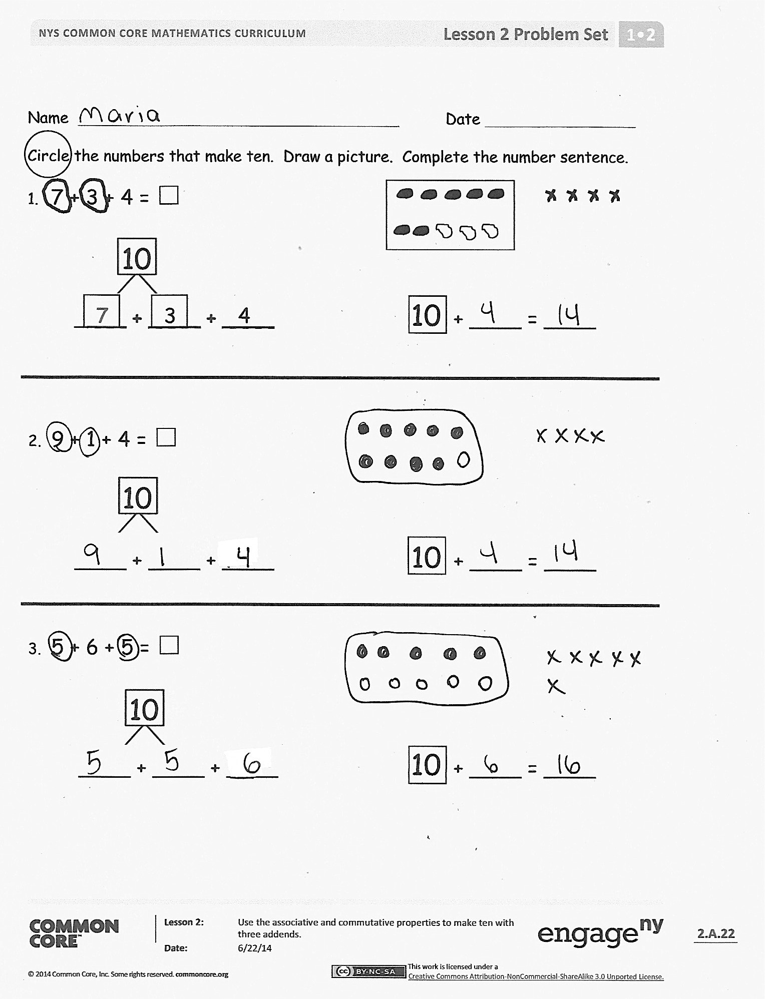 NYS COMMON CORE MATHEMATICS CURRICULUM Lesson 2 Problem Set 1•2
Name Maria Date
Circle the numbers that make ten. Draw a picture. Complete the number sentence.
1. 7 + 3 + 4 = □ x x x x
10
7 + 3 + 4 10 + 4 = 14
2. 9 + 1 + 4 = □ x x x x
10
9 + 1 + 4 10 + 4 = 14
3. 5 + 6 + 5 = □ x x x x x
x
10
5 + 5 + 6 10 + 6 = 16
COMMON CORE™
Lesson 2: Use the associative and commutative properties to make ten with
three addends.
Date: 6/22/14
engage ny
2.A.22
© 2014 Common Core, Inc. Some rights reserved. commoncore.org
cc BY-NC-SA
This work is licensed under a
Creative Commons Attribution-NonCommercial-ShareAlike 3.0 Unported License.